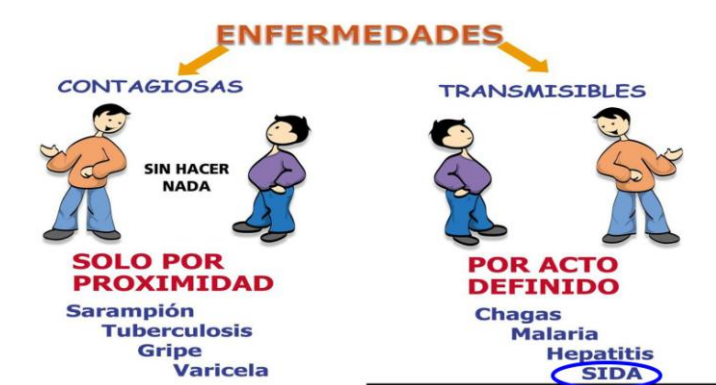 ENFERMEDADES
CONTAGIOSAS
SIN HACER
NADA
SOLO POR
PROXIMIDAD
Sarampión
Tuberculosis
Gripe
Varicela
TRANSMISIBLES
POR ACTO
DEFINIDO
Chagas
Malaria
Hepatitis
SIDA